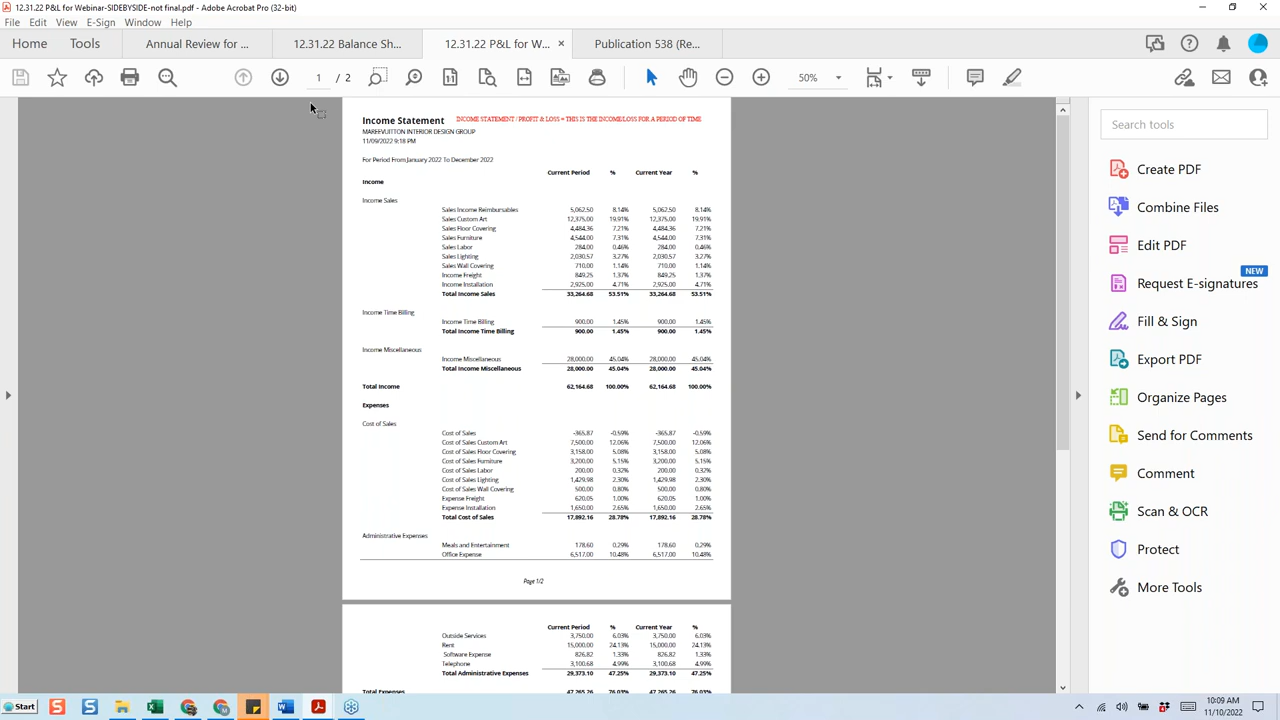 12.31.22 P&L for Webinar-SIDEBYSIDE-not final.pdf - Adobe Acrobat Pro (32-bit)
File Edit View E-Sign Window Help
Home Tools Annual Review for ... 12.31.22 Balance Sh... 12.31.22 P&L for W... × Publication 538 (Re...
1 / 2 50%
Income Statement INCOME STATEMENT / PROFIT & LOSS = THIS IS THE INCOME/LOSS FOR A PERIOD OF TIME
MAREEVUITTON INTERIOR DESIGN GROUP
11/09/2022 9:18 PM
For Period From January 2022 To December 2022
Current Period % Current Year %
Income
Income Sales
Sales Income Reimbursables 5,062.50 8.14% 5,062.50 8.14%
Sales Custom Art 12,375.00 19.91% 12,375.00 19.91%
Sales Floor Covering 4,484.36 7.21% 4,484.36 7.21%
Sales Furniture 4,544.00 7.31% 4,544.00 7.31%
Sales Labor 284.00 0.46% 284.00 0.46%
Sales Lighting 2,030.57 3.27% 2,030.57 3.27%
Sales Wall Covering 710.00 1.14% 710.00 1.14%
Income Freight 849.25 1.37% 849.25 1.37%
Income Installation 2,925.00 4.71% 2,925.00 4.71%
Total Income Sales 33,264.68 53.51% 33,264.68 53.51%
Income Time Billing
Income Time Billing 900.00 1.45% 900.00 1.45%
Total Income Time Billing 900.00 1.45% 900.00 1.45%
Income Miscellaneous
Income Miscellaneous 28,000.00 45.04% 28,000.00 45.04%
Total Income Miscellaneous 28,000.00 45.04% 28,000.00 45.04%
Total Income 62,164.68 100.00% 62,164.68 100.00%
Expenses
Cost of Sales
Cost of Sales -365.87 -0.59% -365.87 -0.59%
Cost of Sales Custom Art 7,500.00 12.06% 7,500.00 12.06%
Cost of Sales Floor Covering 3,158.00 5.08% 3,158.00 5.08%
Cost of Sales Furniture 3,200.00 5.15% 3,200.00 5.15%
Cost of Sales Labor 200.00 0.32% 200.00 0.32%
Cost of Sales Lighting 1,429.98 2.30% 1,429.98 2.30%
Cost of Sales Wall Covering 500.00 0.80% 500.00 0.80%
Expense Freight 620.05 1.00% 620.05 1.00%
Expense Installation 1,650.00 2.65% 1,650.00 2.65%
Total Cost of Sales 17,892.16 28.78% 17,892.16 28.78%
Administrative Expenses
Meals and Entertainment 178.60 0.29% 178.60 0.29%
Office Expense 6,517.00 10.48% 6,517.00 10.48%
Page 1/2
Current Period % Current Year %
Outside Services 3,750.00 6.03% 3,750.00 6.03%
Rent 15,000.00 24.13% 15,000.00 24.13%
Software Expense 826.82 1.33% 826.82 1.33%
Telephone 3,100.68 4.99% 3,100.68 4.99%
Total Administrative Expenses 29,373.10 47.25% 29,373.10 47.25%
Total Expenses 47,265.26 76.03% 47,265.26 76.03%
Search tools
Create PDF
Combine Files
Edit PDF
NEW
Request E-signatures
Fill & Sign
Export PDF
Organize Pages
Send for Comments
Comment
Scan & OCR
Protect
More Tools
Start
10:09 AM
11/10/2022